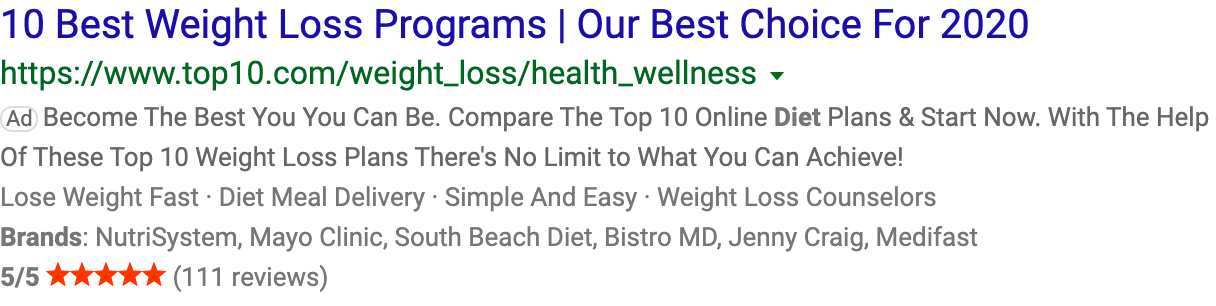 10 Best Weight Loss Programs | Our Best Choice For 2020
https://www.top10.com/weight_loss/health_wellness
Ad Become The Best You You Can Be. Compare The Top 10 Online Diet Plans & Start Now. With The Help
Of These Top 10 Weight Loss Plans There's No Limit to What You Can Achieve!
Lose Weight Fast · Diet Meal Delivery · Simple And Easy · Weight Loss Counselors
Brands: NutriSystem, Mayo Clinic, South Beach Diet, Bistro MD, Jenny Craig, Medifast
5/5 ★★★★★ (111 reviews)